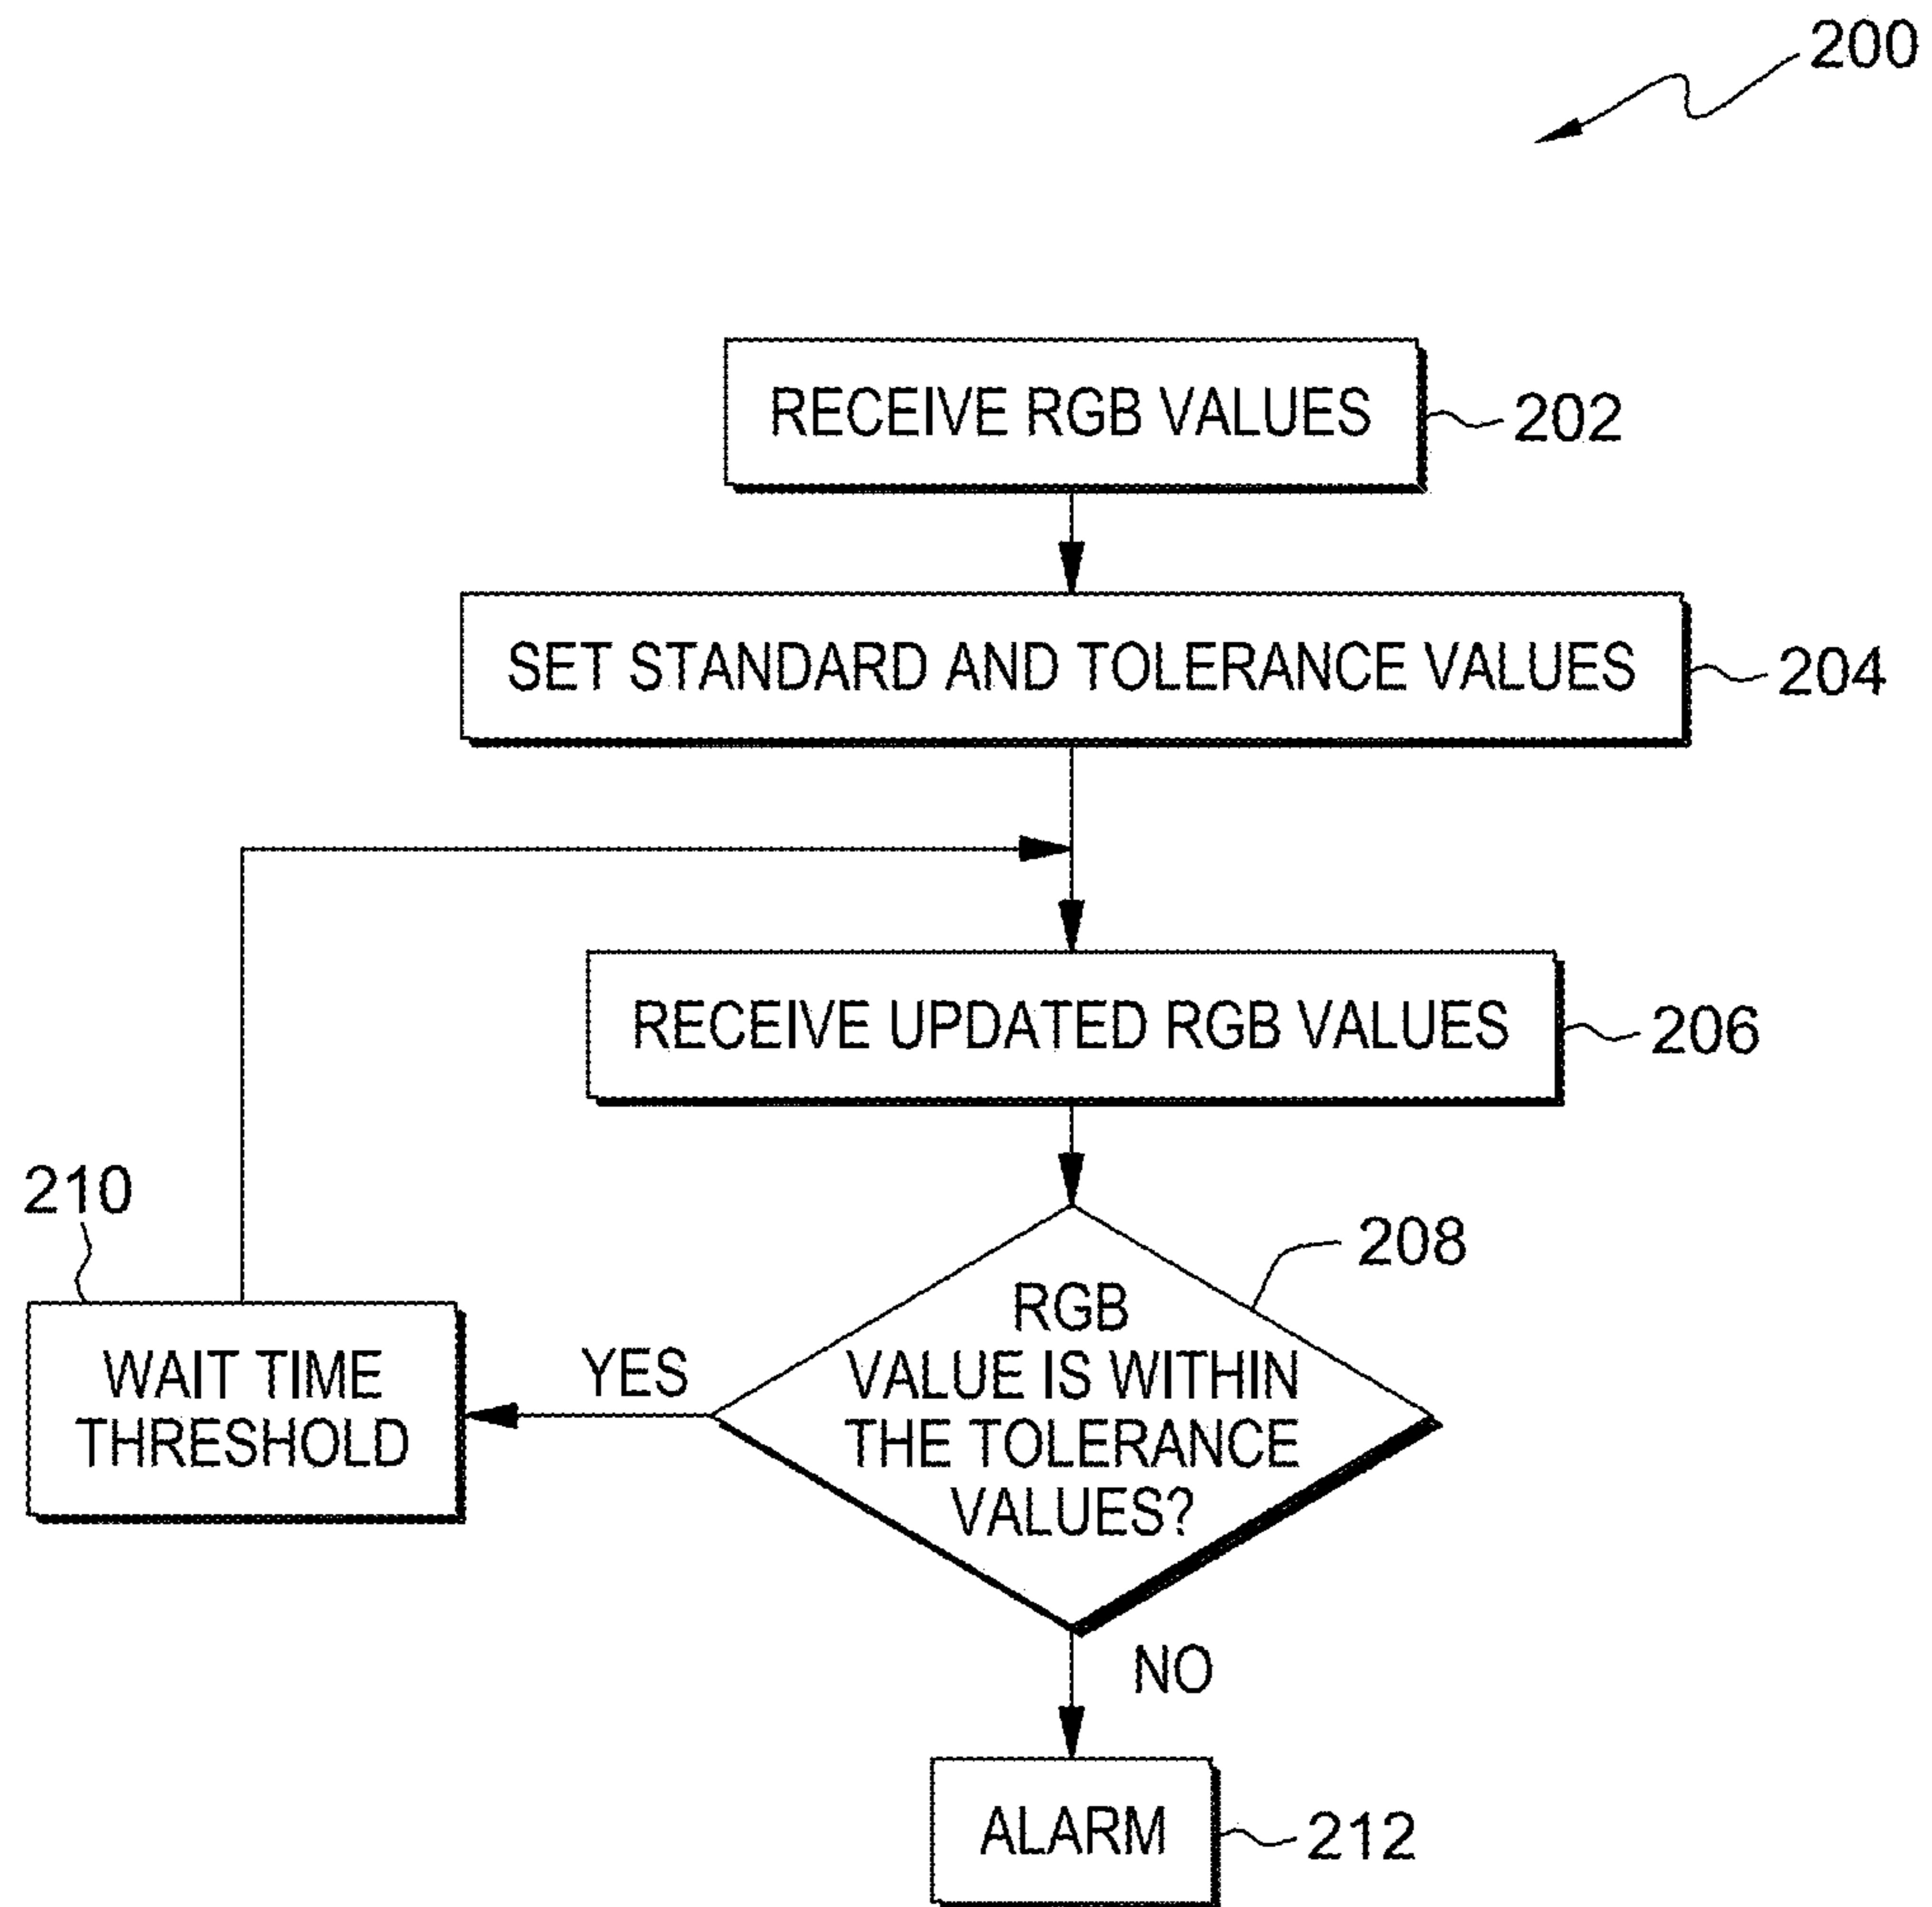 200
RECEIVE RGB VALUES
202
SET STANDARD AND TOLERANCE VALUES
204
RECEIVE UPDATED RGB VALUES
206
210
208
WAIT TIME
THRESHOLD
YES
RGB
VALUE IS WITHIN
THE TOLERANCE
VALUES?
NO
ALARM
212